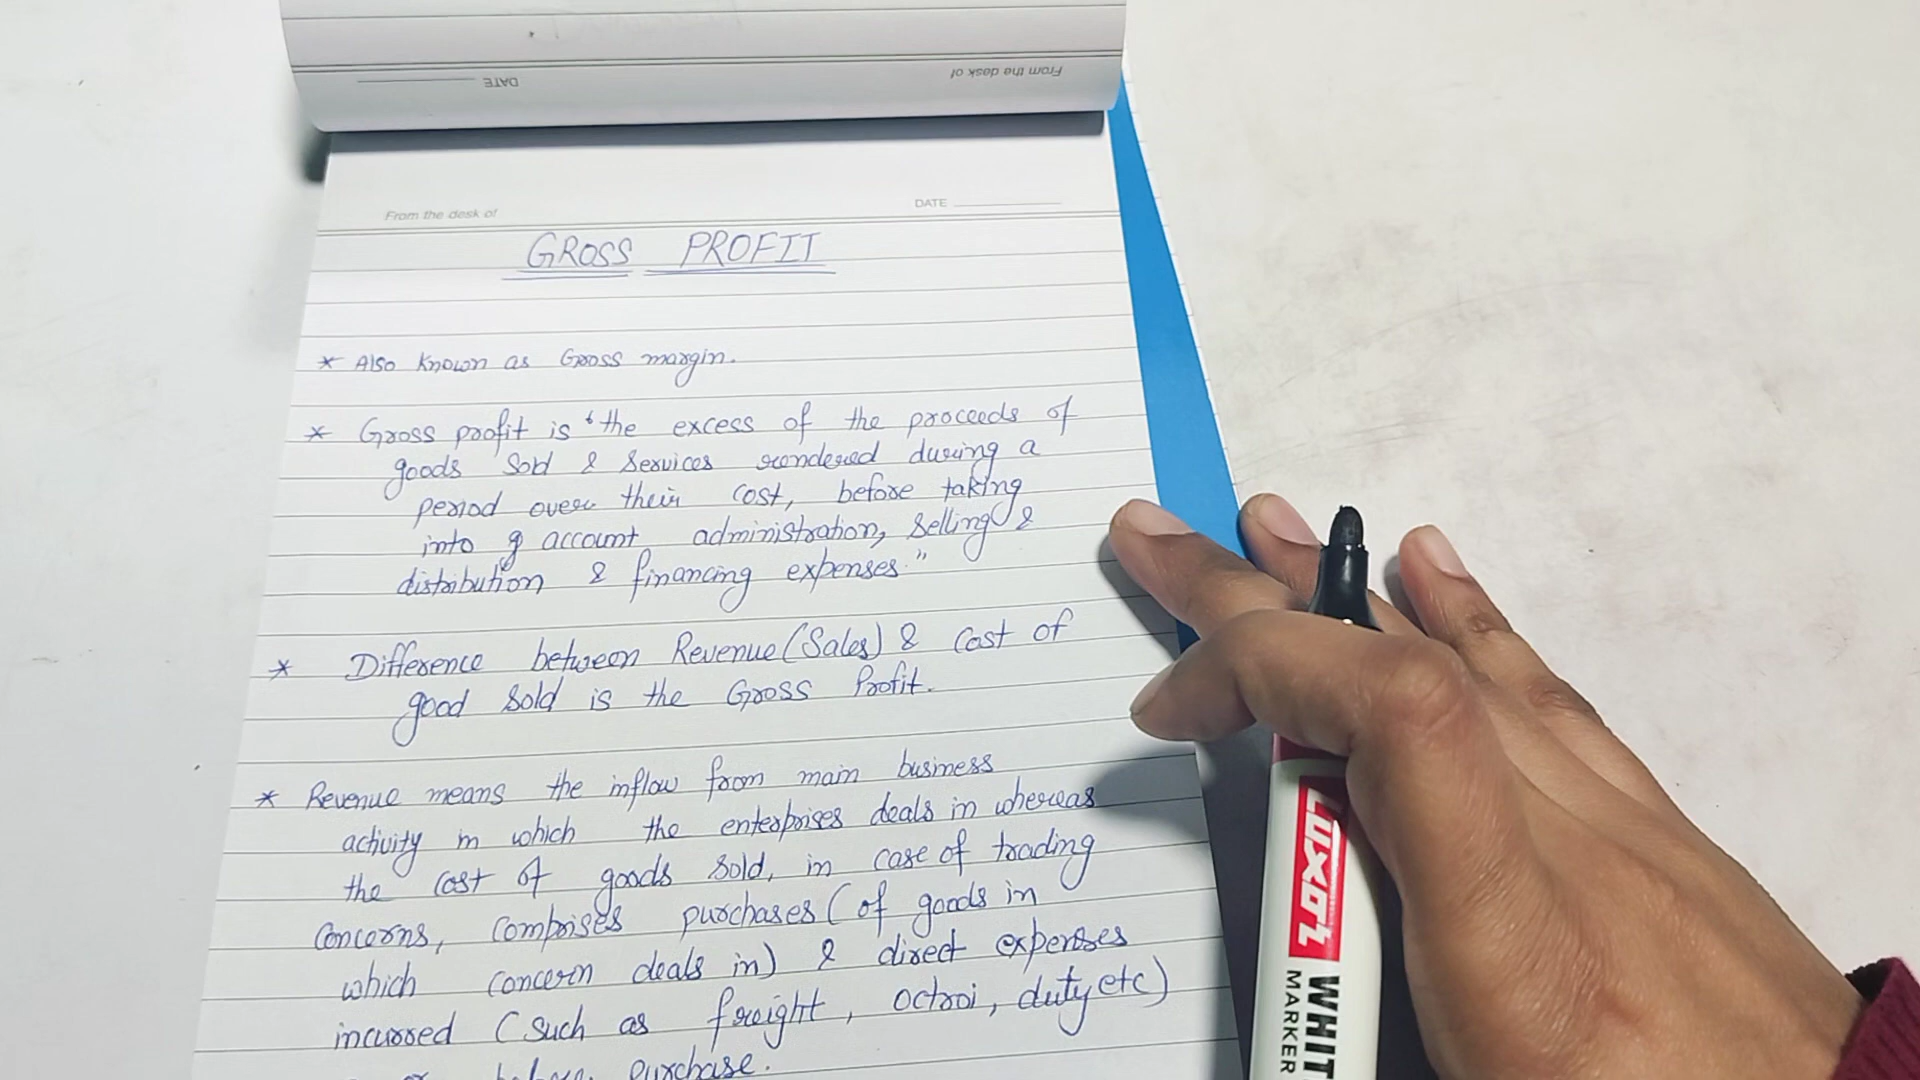 DATE
From the desk of
From the desk of
DATE
GROSS PROFIT
* Also Known as Gross margin.
* Gross profit is "the excess of the proceeds of
goods sold & services rendered during a
period over their cost, before taking
into account administration, selling &
distribution & financing expenses."
* Difference between Revenue (Sales) & Cost of
good sold is the Gross Profit.
* Revenue means the inflow from main business
activity in which the enterprises deals in whereas
the cost of goods sold, in case of trading
Concerns, comprises purchases (of goods in
which concern deals in) & direct expenses
incurred (such as freight, octroi, duty etc)
purchase.
Luxor
WHIT
MARKER